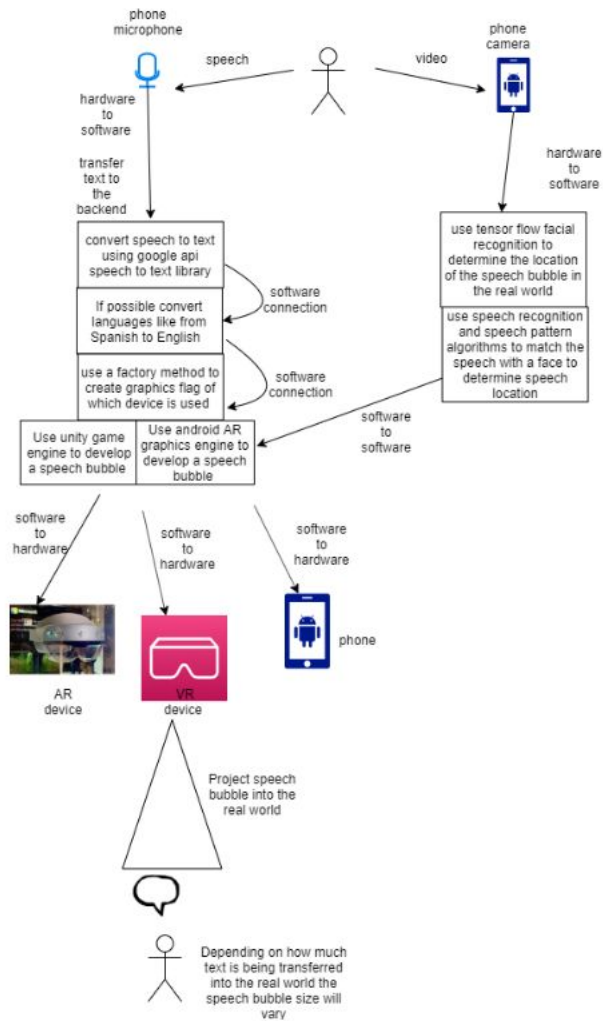 phone
microphone
speech
video
phone
camera
hardware
to
software
transfer
text to
the
backend
hardware
to
software
convert speech to text
using google api
speech to text library
software
connection
If possible convert
languages like from
Spanish to English
use a factory method to
create graphics flag of
which device is used
software
connection
use tensor flow facial
recognition to
determine the location
of the speech bubble in
the real world
use speech recognition
and speech pattern
algorithms to match the
speech with a face to
determine speech
location
software
to
software
Use unity game
engine to develop
a speech bubble
Use android AR
graphics engine to
develop a speech
bubble
software
to
hardware
software
to
hardware
software
to
hardware
AR
device
VR
device
phone
Project speech
bubble into the
real world
Depending on how much
text is being transferred
into the real world the
speech bubble size will
vary